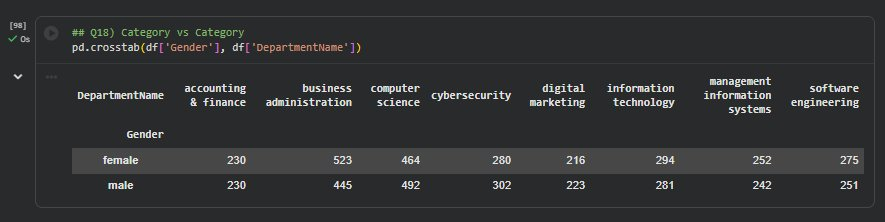 [98]
0s
## Q18) Category vs Category
pd.crosstab(df['Gender'], df['DepartmentName'])
DepartmentName accounting & finance business administration computer science cybersecurity digital marketing information technology management information systems software engineering
Gender
female 230 523 464 280 216 294 252 275
male 230 445 492 302 223 281 242 251